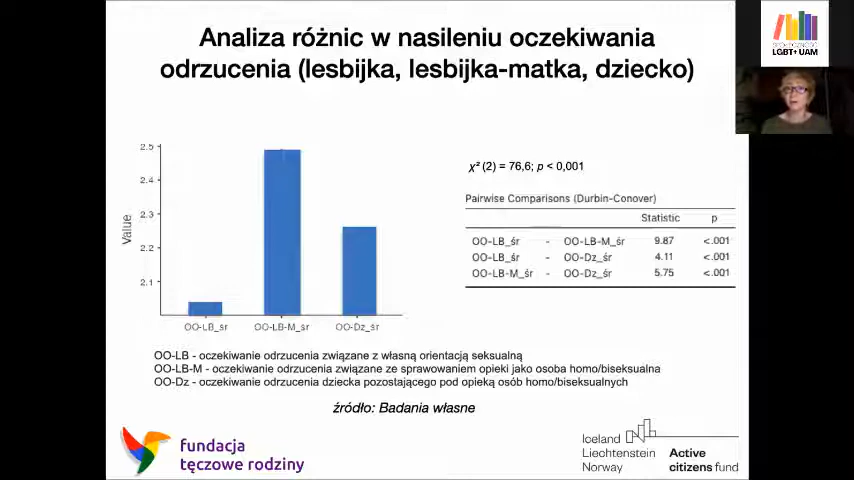 Analiza różnic w nasileniu oczekiwania
odrzucenia (lesbijka, lesbijka-matka, dziecko)
SPOŁECZNOŚĆ
LGBT+ UAM
2.5
2.4
2.3
2.2
2.1
Value
OO-LB_śr OO-LB-M_śr OO-Dz_śr
χ² (2) = 76,6; p < 0,001
Pairwise Comparisons (Durbin-Conover)
Statistic p
OO-LB_śr - OO-LB-M_śr 9.87 <.001
OO-LB_śr - OO-Dz_śr 4.11 <.001
OO-LB-M_śr - OO-Dz_śr 5.75 <.001
OO-LB - oczekiwanie odrzucenia związane z własną orientacją seksualną
OO-LB-M - oczekiwanie odrzucenia związane ze sprawowaniem opieki jako osoba homo/biseksualna
OO-Dz - oczekiwanie odrzucenia dziecka pozostającego pod opieką osób homo/biseksualnych
źródło: Badania własne
fundacja
tęczowe rodziny
Iceland
Liechtenstein Active
Norway citizens fund